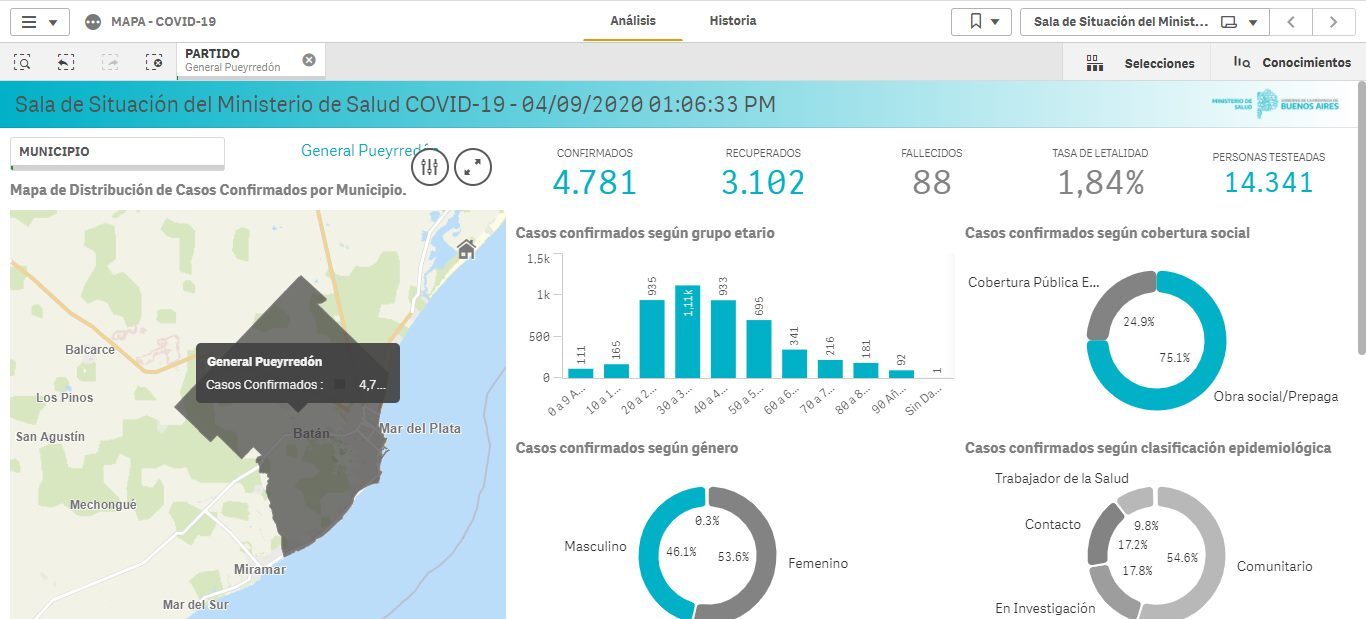 MAPA - COVID-19
Análisis
Historia
Sala de Situación del Minist...
PARTIDO
General Pueyrredón
Selecciones
Conocimientos
Sala de Situación del Ministerio de Salud COVID-19 - 04/09/2020 01:06:33 PM
MINISTERIO DE SALUD
GOBIERNO DE LA PROVINCIA DE
BUENOS AIRES
MUNICIPIO
General Pueyrredó
Mapa de Distribución de Casos Confirmados por Municipio.
CONFIRMADOS
4.781
RECUPERADOS
3.102
FALLECIDOS
88
TASA DE LETALIDAD
1,84%
PERSONAS TESTEADAS
14.341
Balcarce
Los Pinos
San Agustín
Mechongué
General Pueyrredón
Casos Confirmados : 4,7...
Batán
Mar del Plata
Miramar
Mar del Sur
Casos confirmados según grupo etario
1,5k
1k
500
0
111
165
935
1,11k
933
695
341
216
181
92
1
0 a 9 A...
10 a 1...
20 a 2...
30 a 3...
40 a 4...
50 a 5...
60 a 6...
70 a 7...
80 a 8...
90 Añ...
Sin Da...
Casos confirmados según cobertura social
Cobertura Pública E...
24.9%
75.1%
Obra social/Prepaga
Casos confirmados según género
0.3%
Masculino
46.1%
53.6%
Femenino
Casos confirmados según clasificación epidemiológica
Trabajador de la Salud
Contacto
9.8%
17.2%
17.8%
54.6%
Comunitario
En Investigación